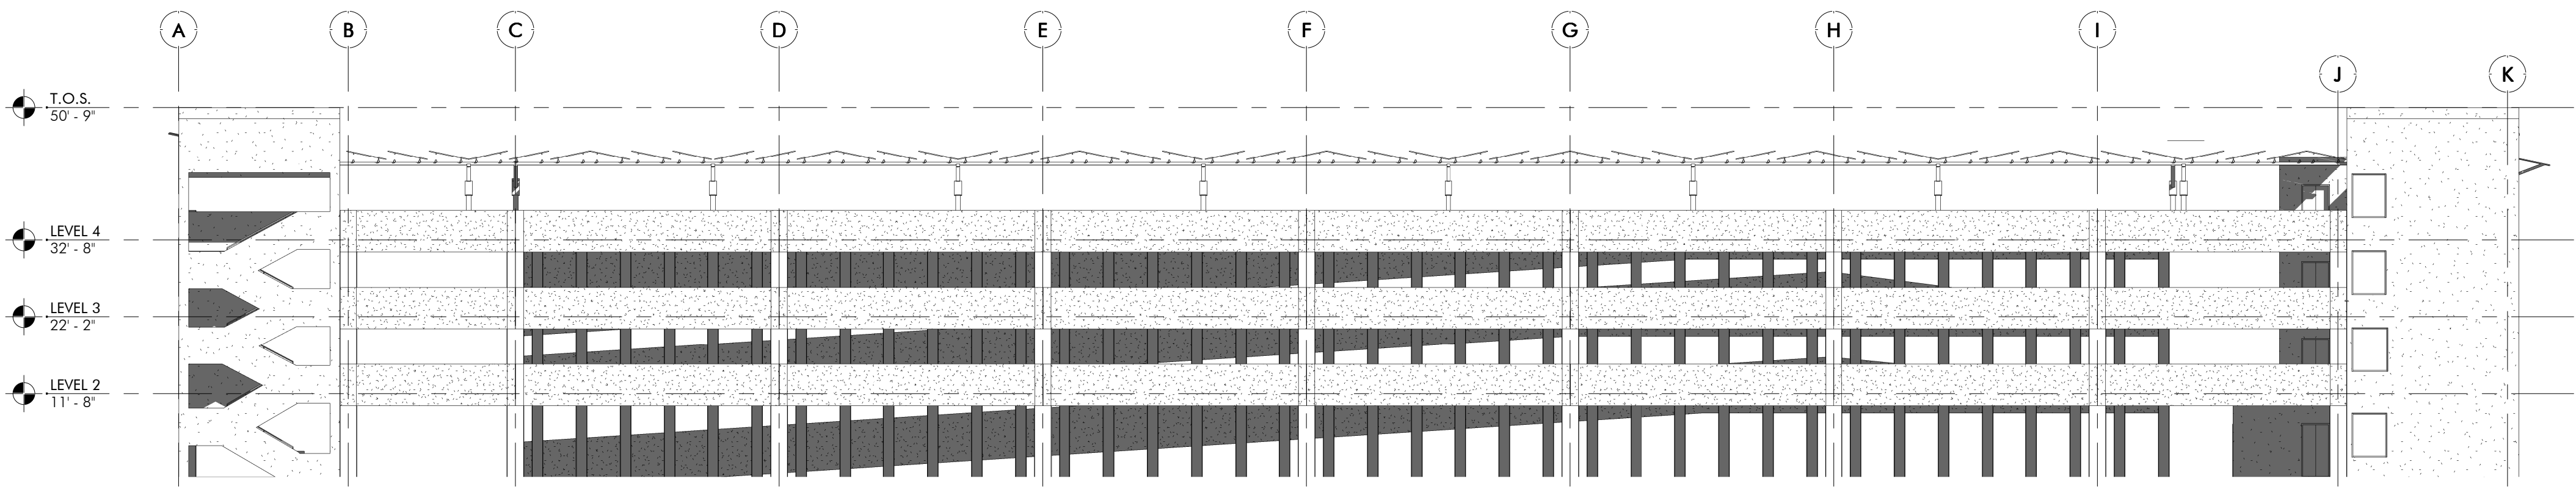 A B C D E F G H I
J K
T.O.S.
50' - 9"
LEVEL 4
32' - 8"
LEVEL 3
22' - 2"
LEVEL 2
11' - 8"